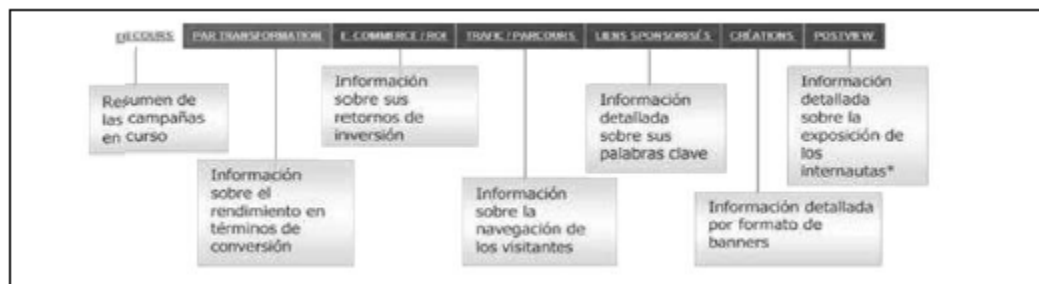 EN COURS PAR TRANSFORMATION E-COMMERCE / ROI TRAFIC / PARCOURS LIENS SPONSORISÉS CRÉATIONS POSTVIEW
Resumen de
las campañas
en curso
Información
sobre el
rendimiento en
términos de
conversión
Información
sobre sus
retornos de
inversión
Información
sobre la
navegación de
los visitantes
Información
detallada
sobre sus
palabras clave
Información detallada
por formato de
banners
Información
detallada
sobre la
exposición de
los
internautas*